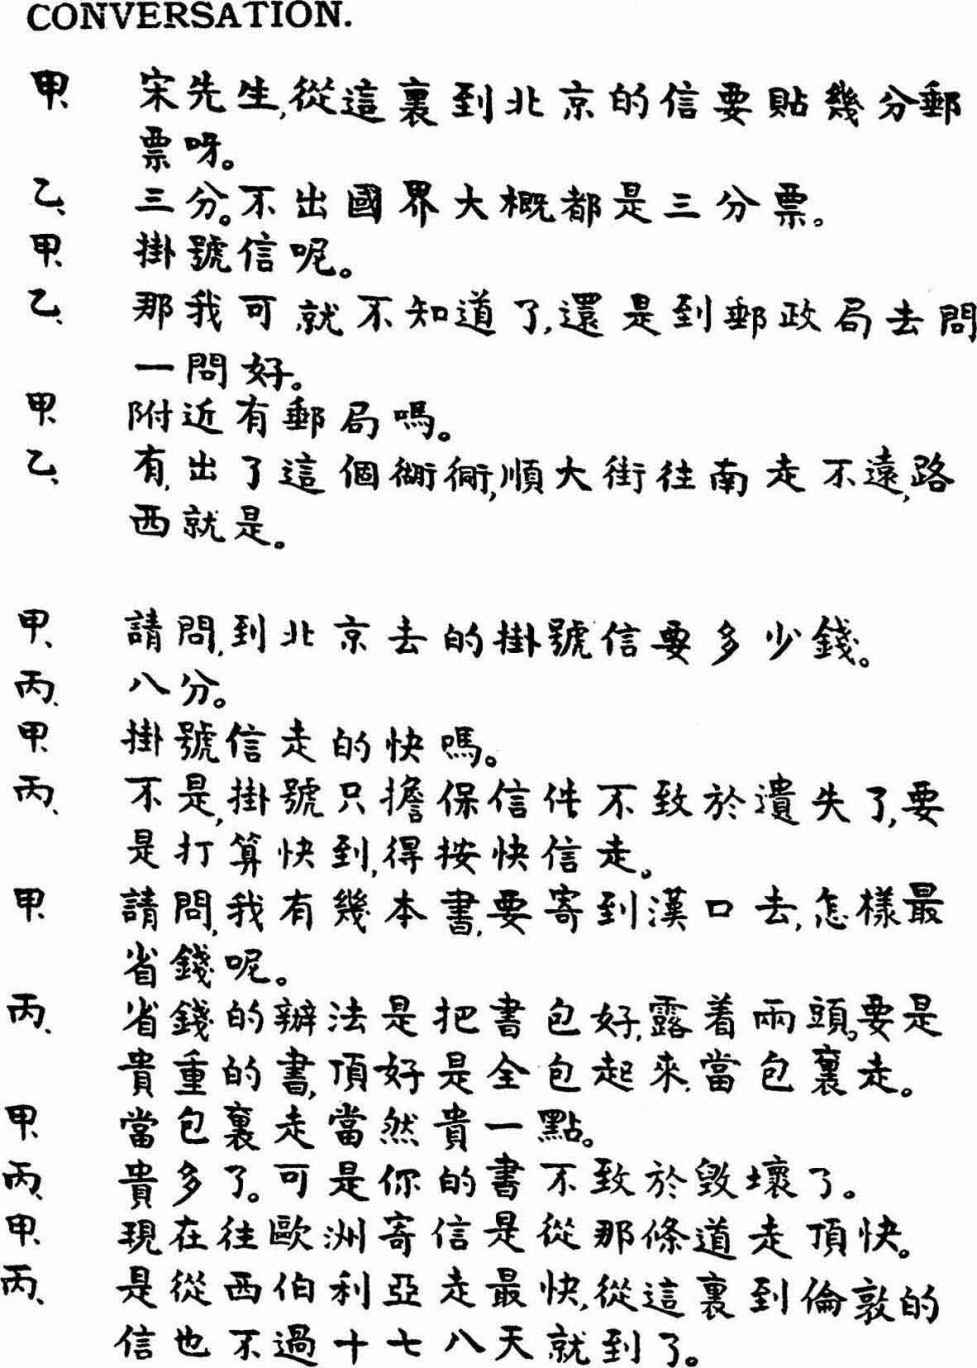 CONVERSATION.
甲、 宋先生,從這裏到北京的信要貼幾分郵
票呀。
乙、 三分。不出國界大概都是三分票。
甲、 掛號信呢。
乙、 那我可就不知道了,還是到郵政局去問
一問好。
甲、 附近有郵局嗎。
乙、 有,出了這個衚衕,順大街往南走不遠,路
西就是。
甲、 請問,到北京去的掛號信要多少錢。
丙、 八分。
甲、 掛號信走的快嗎。
丙、 不是,掛號只擔保信件不致於遺失了,要
是打算快到,得按快信走。
甲、 請問,我有幾本書,要寄到漢口去,怎樣最
省錢呢。
丙、 省錢的辦法是把書包好,露着兩頭。要是
貴重的書,頂好是全包起來,當包裏走。
甲、 當包裏走當然貴一點。
丙、 貴多了。可是你的書不致於毀壞了。
甲、 現在往歐洲寄信是從那條道走頂快。
丙、 是從西伯利亞走最快,從這裏到倫敦的
信也不過十七八天就到了。